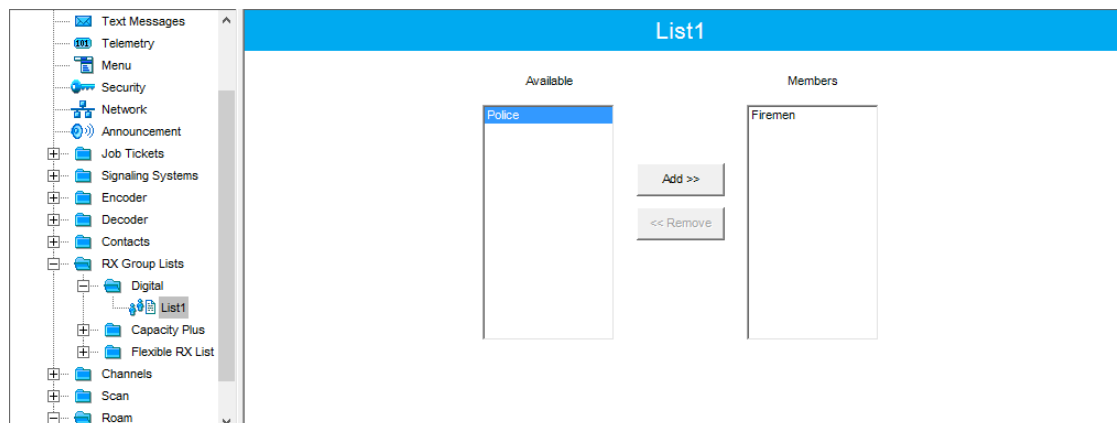 Text Messages
Telemetry
Menu
Security
Network
Announcement
Job Tickets
Signaling Systems
Encoder
Decoder
Contacts
RX Group Lists
Digital
List1
Capacity Plus
Flexible RX List
Channels
Scan
Roam
List1
Available
Members
Police
Firemen
Add >>
<< Remove